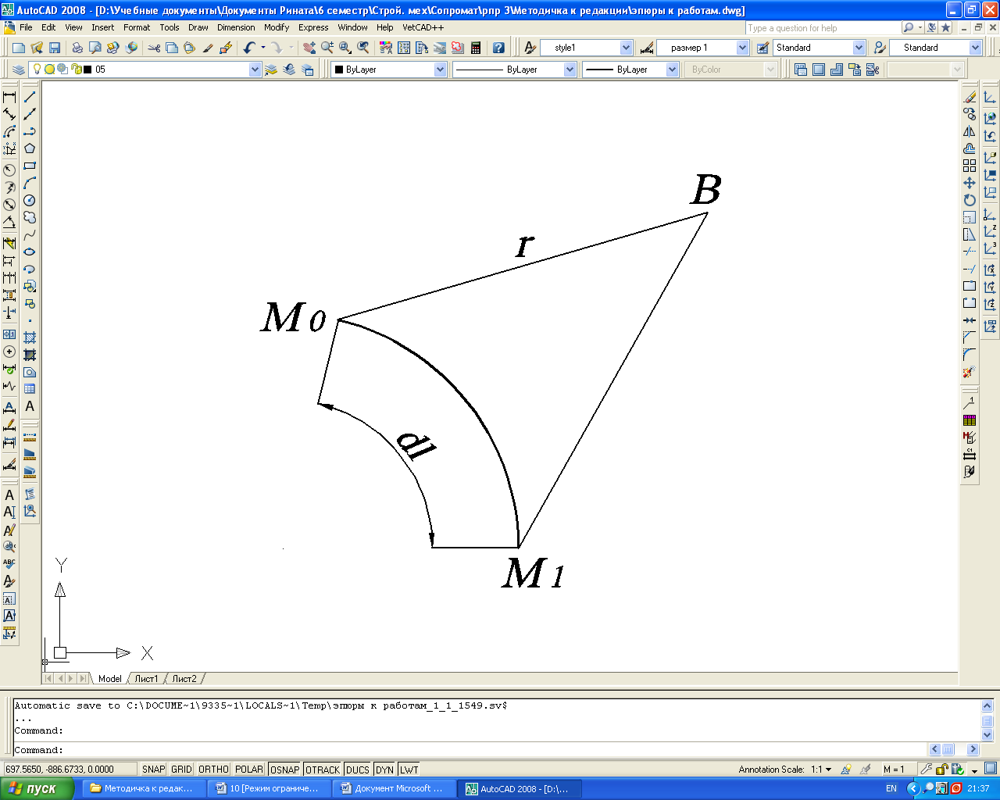 AutoCAD 2008 - [D:\Учебные документы\Документы Рината\6 семестр\Строй. мех\Сопромат\рпр 3\Методичка к редакции\эпюры к работам.dwg]
File Edit View Insert Format Tools Draw Dimension Modify Express Window Help VetCAD++ Type a question for help
style1 размер 1 Standard Standard
05 ByLayer ByLayer ByLayer ByColor
B
r
M 0
dl
M 1
Y
X
Model Лист1 Лист2
Automatic save to C:\DOCUME~1\9335~1\LOCALS~1\Temp\эпюры к работам_1_1_1549.sv$
...
Command:
Command:
697.5650, -886.6733, 0.0000 SNAP GRID ORTHO POLAR OSNAP OTRACK DUCS DYN LWT Annotation Scale: 1:1 M = 1
пуск Методичка к редак... 10 [Режим ограниче... Документ Microsoft ... AutoCAD 2008 - [D:\... EN 21:37